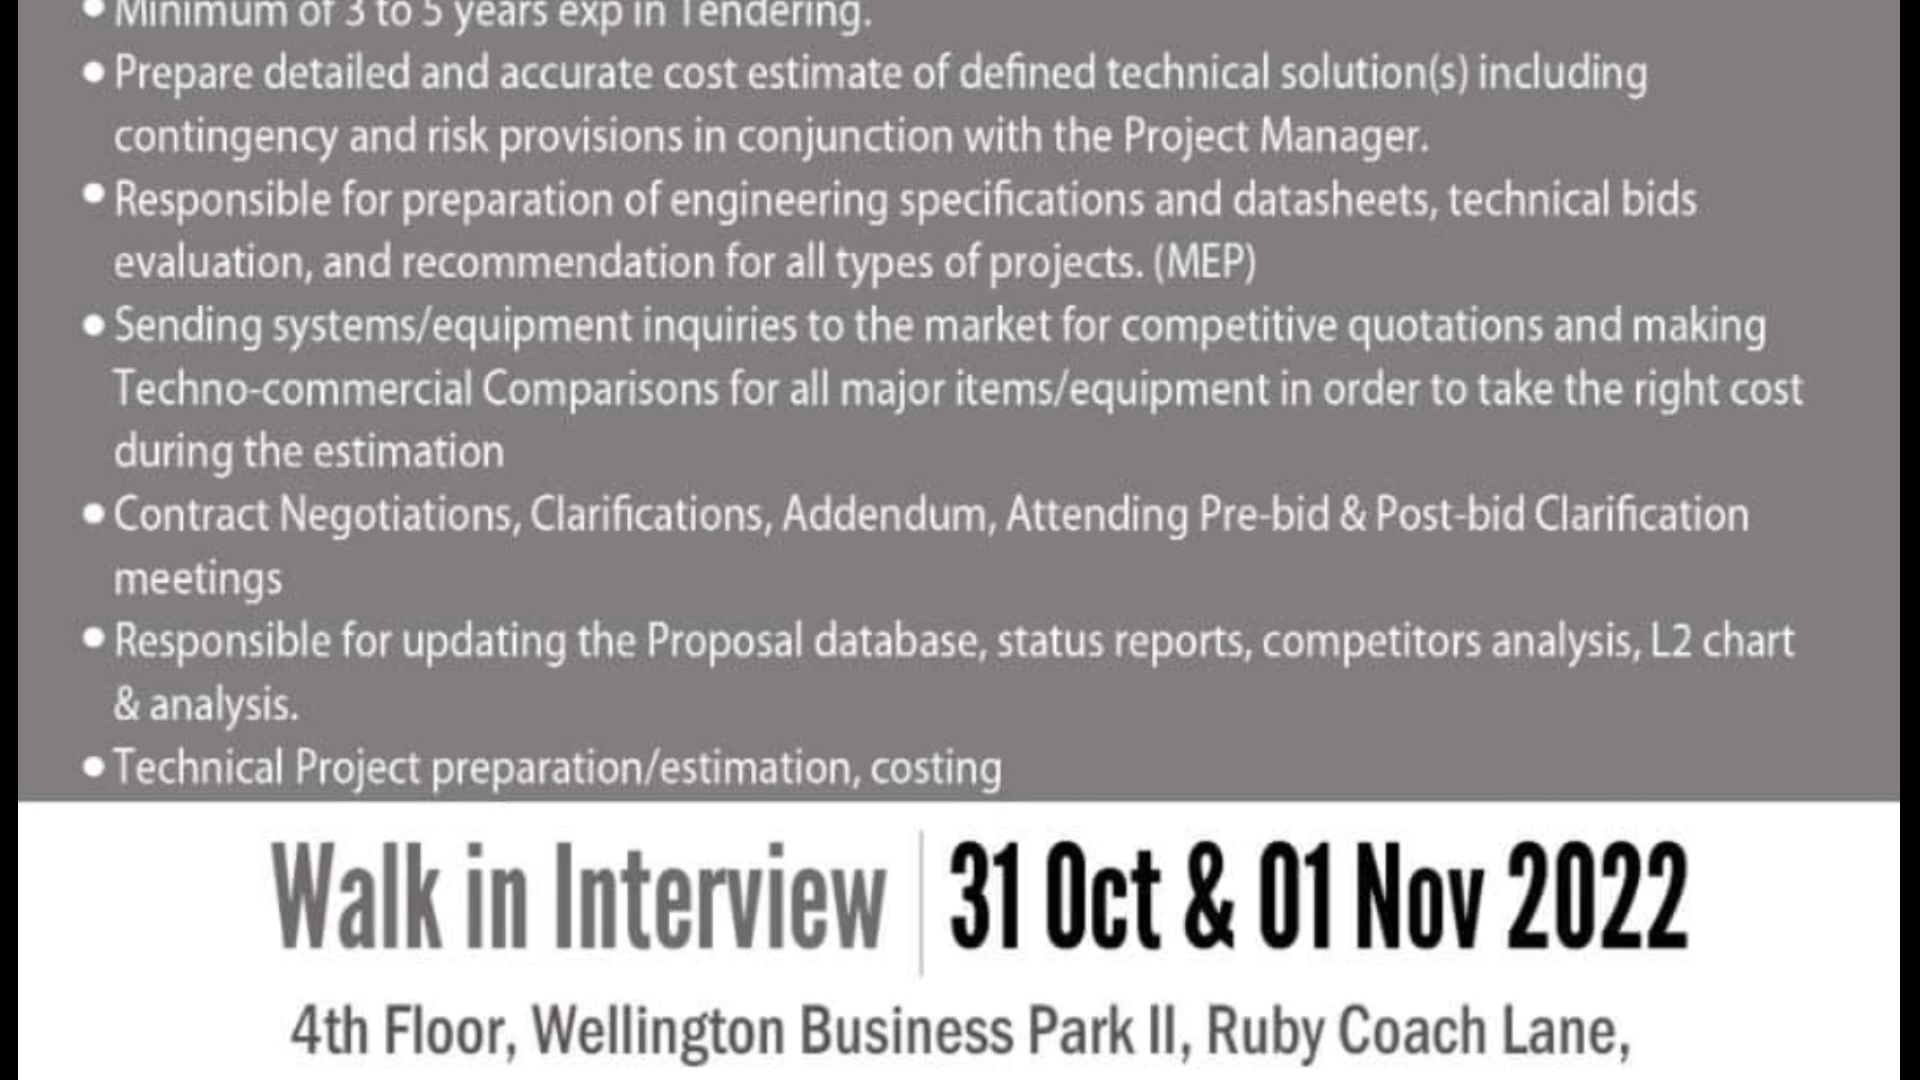 • Minimum of 3 to 5 years exp in Tendering.
• Prepare detailed and accurate cost estimate of defined technical solution(s) including
contingency and risk provisions in conjunction with the Project Manager.
• Responsible for preparation of engineering specifications and datasheets, technical bids
evaluation, and recommendation for all types of projects. (MEP)
• Sending systems/equipment inquiries to the market for competitive quotations and making
Techno-commercial Comparisons for all major items/equipment in order to take the right cost
during the estimation
• Contract Negotiations, Clarifications, Addendum, Attending Pre-bid & Post-bid Clarification
meetings
• Responsible for updating the Proposal database, status reports, competitors analysis, L2 chart
& analysis.
• Technical Project preparation/estimation, costing
Walk in Interview | 31 Oct & 01 Nov 2022
4th Floor, Wellington Business Park II, Ruby Coach Lane,